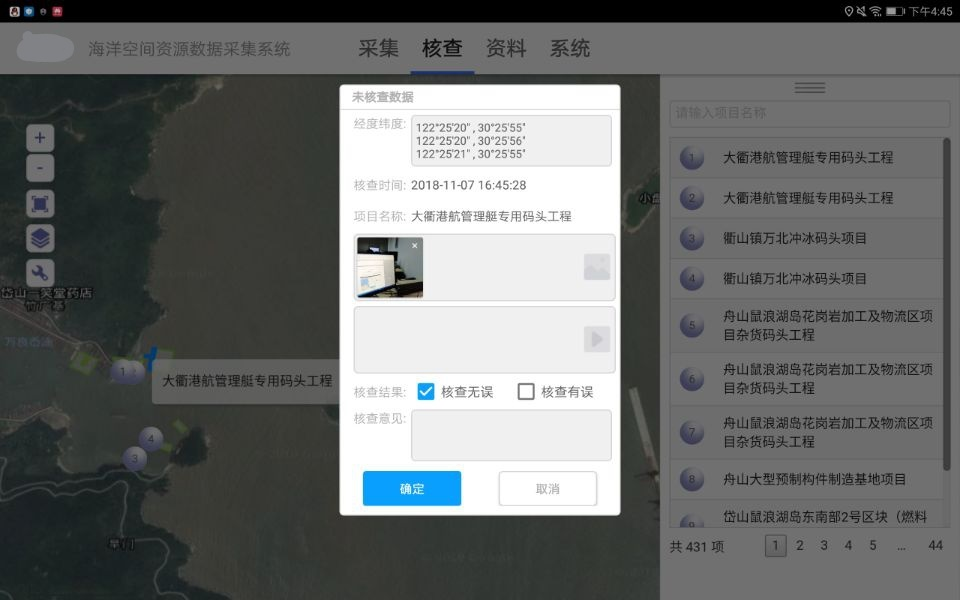 下午4:45
海洋空间资源数据采集系统
采集 核查 资料 系统
未核查数据
经度纬度:
122°25'20" , 30°25'55"
122°25'20" , 30°25'56"
122°25'21" , 30°25'55"
核查时间: 2018-11-07 16:45:28
项目名称: 大衢港航管理艇专用码头工程
核查结果: 核查无误 核查有误
核查意见:
确定 取消
+
-
岱山一笑堂药店
万良岙涂
1
大衢港航管理艇专用码头工程
4
3
旱门
请输入项目名称
1 大衢港航管理艇专用码头工程
2 大衢港航管理艇专用码头工程
3 衢山镇万北冲冰码头项目
4 衢山镇万北冲冰码头项目
5 舟山鼠浪湖岛花岗岩加工及物流区项
目杂货码头工程
6 舟山鼠浪湖岛花岗岩加工及物流区项
目杂货码头工程
7 舟山鼠浪湖岛花岗岩加工及物流区项
目杂货码头工程
8 舟山大型预制构件制造基地项目
9 岱山鼠浪湖岛东南部2号区块（燃料
共 431 项 1 2 3 4 5 ... 44